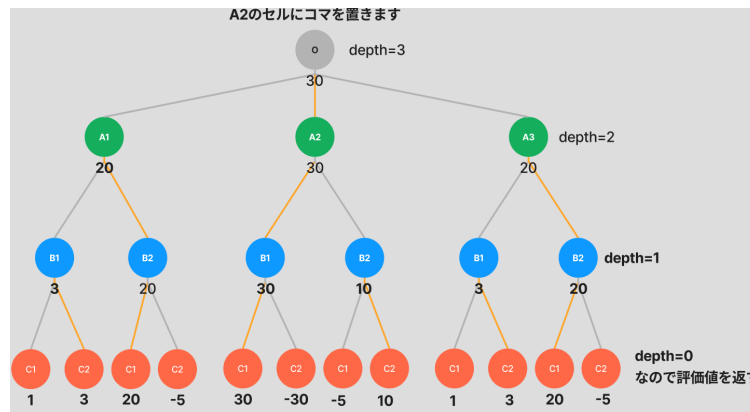 A2のセルにコマを置きます
O depth=3
30
A1 A2 A3 depth=2
20 30 20
B1 B2 B1 B2 B1 B2 depth=1
3 20 30 10 3 20
depth=0
C1 C2 C1 C2 C1 C2 C1 C2 C1 C2 C1 C2
なので評価値を返す
1 3 20 -5 30 -30 -5 10 1 3 20 -5